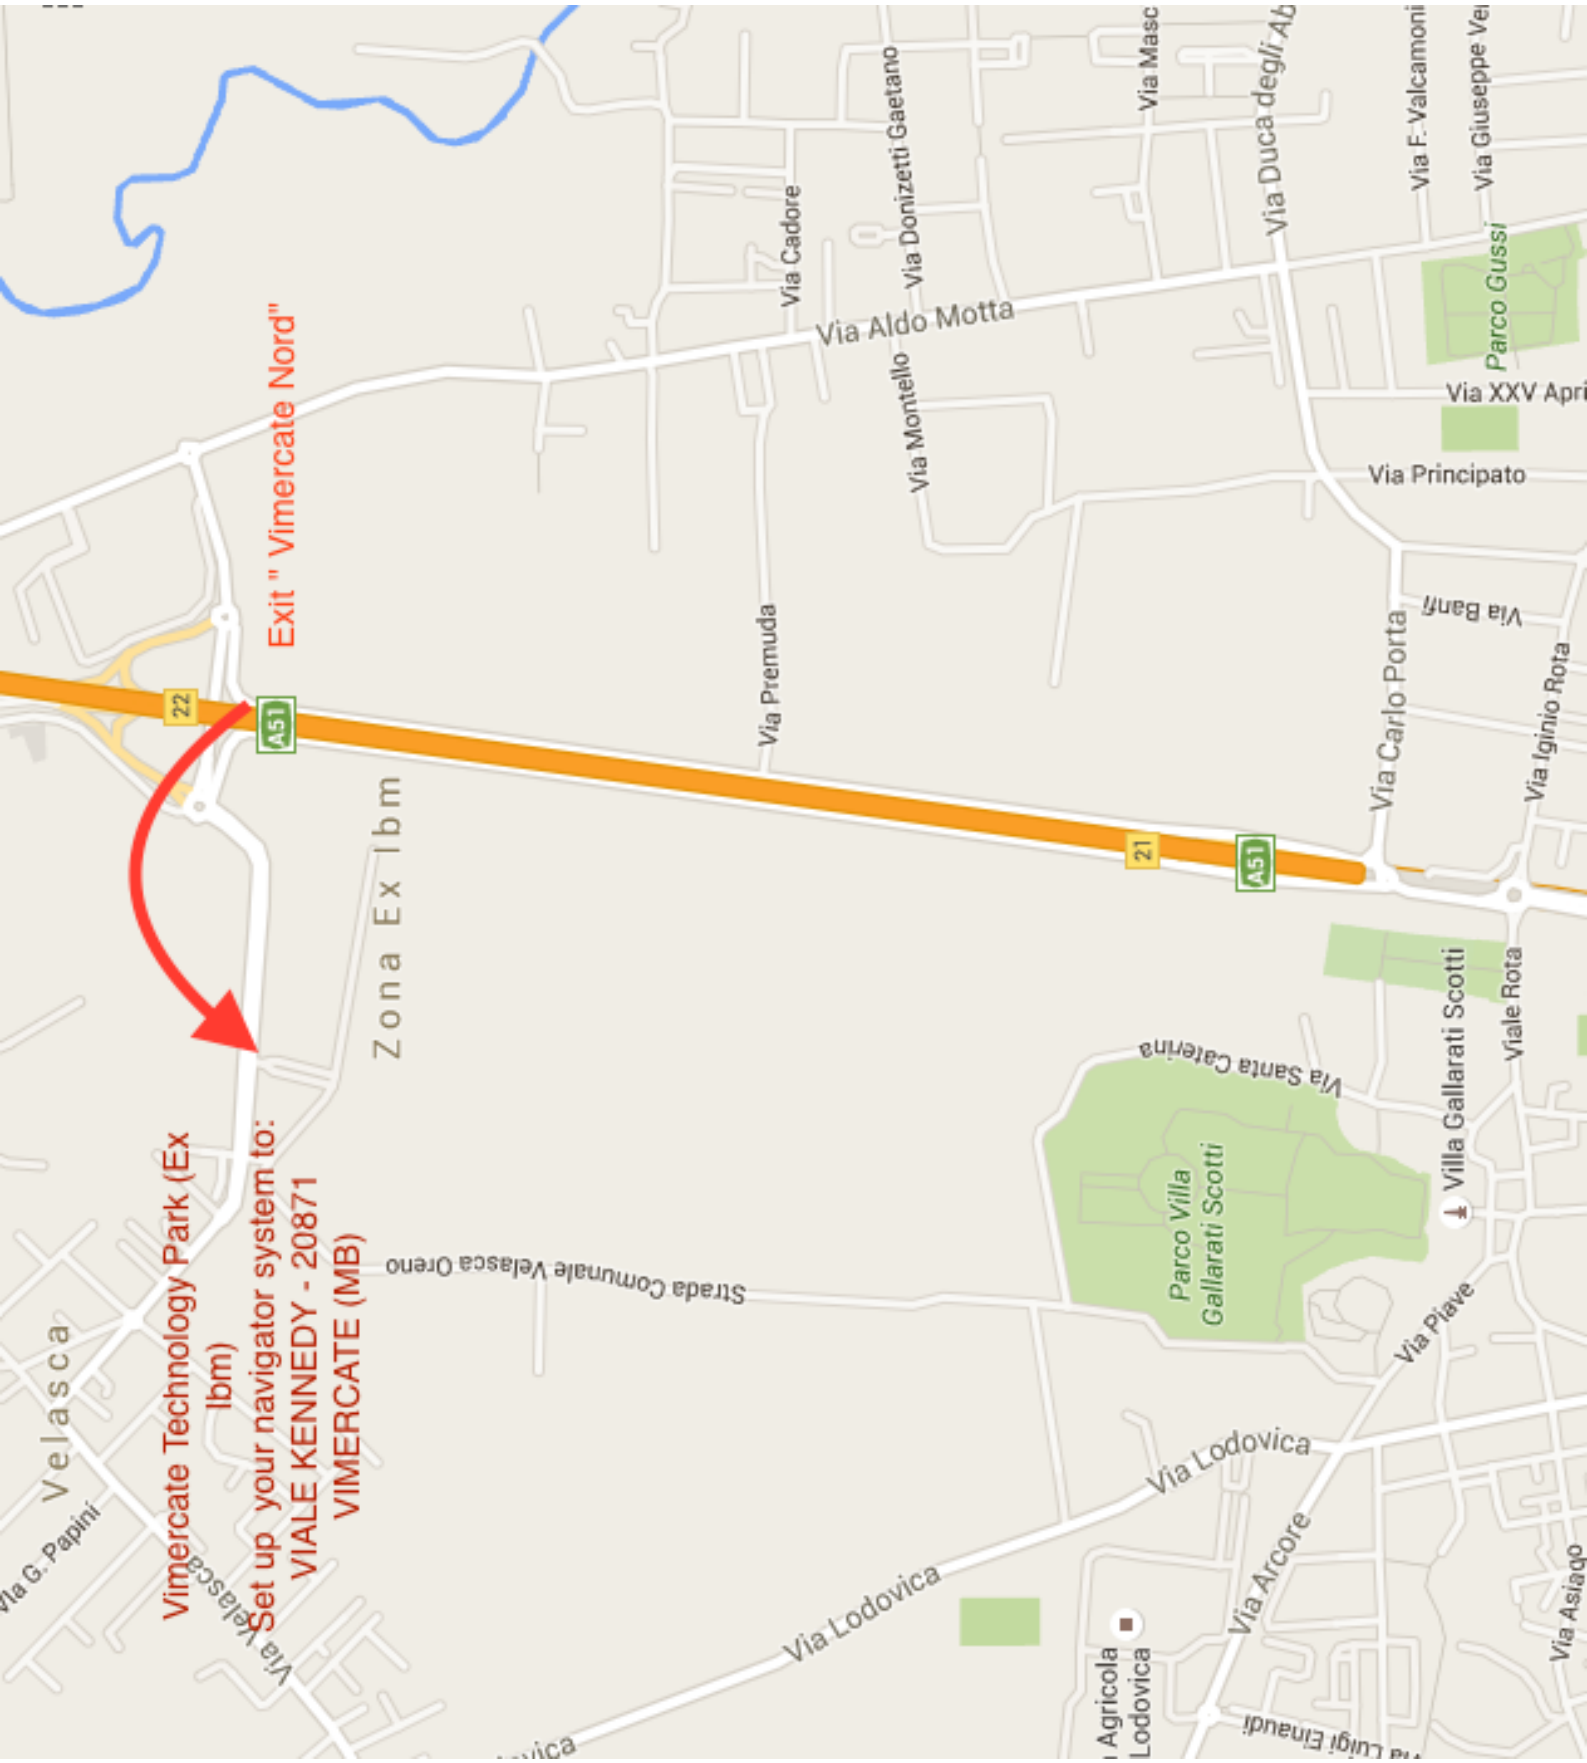 Velasca
Via G. Papini
Via Velasca
Vimercate Technology Park (Ex
Ibm)
Set up your navigator system to:
VIALE KENNEDY - 20871
VIMERCATE (MB)
Exit " Vimercate Nord"
22
A51
Zona Ex Ibm
Strada Comunale Velasca Oreno
Via Premuda
Via Cadore
Via Aldo Motta
Via Donizetti Gaetano
Via Montello
Via Masc
Via Duca degli Ab
Via F. Valcamoni
Via Giuseppe Ver
Parco Gussi
Via XXV Apri
Via Principato
Via Banfi
Via Carlo Porta
Via Iginio Rota
21
A51
Viale Rota
Villa Gallarati Scotti
Via Santa Caterina
Parco Villa
Gallarati Scotti
Via Piave
Via Lodovica
Via Lodovica
Via Arcore
Agricola
Lodovica
Via Luigi Einaudi
Via Asiago